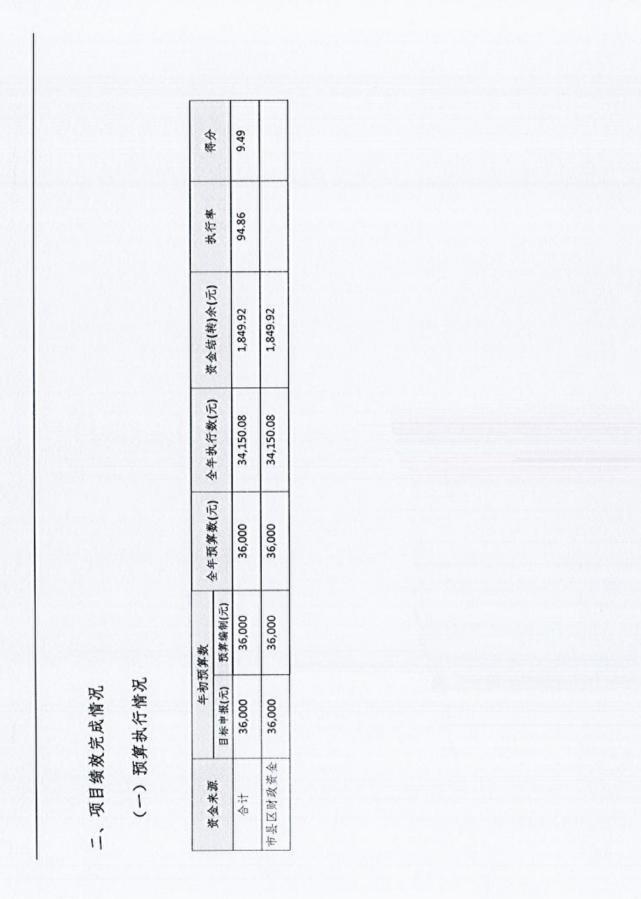 二、项目绩效完成情况
（一）预算执行情况
资金来源 年初预算数 全年预算数(元) 全年执行数(元) 资金结(转)余(元) 执行率 得分
目标申报(元) 预算编制(元)
合计 36,000 36,000 36,000 34,150.08 1,849.92 94.86 9.49
市县区财政资金 36,000 36,000 36,000 34,150.08 1,849.92